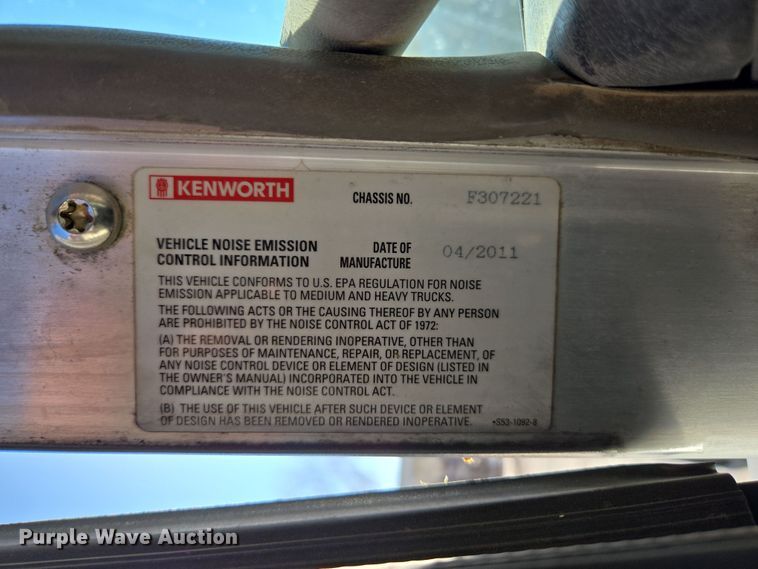 KENWORTH CHASSIS NO. F307221
VEHICLE NOISE EMISSION DATE OF 04/2011
CONTROL INFORMATION MANUFACTURE
THIS VEHICLE CONFORMS TO U.S. EPA REGULATION FOR NOISE
EMISSION APPLICABLE TO MEDIUM AND HEAVY TRUCKS.
THE FOLLOWING ACTS OR THE CAUSING THEREOF BY ANY PERSON
ARE PROHIBITED BY THE NOISE CONTROL ACT OF 1972:
(A) THE REMOVAL OR RENDERING INOPERATIVE, OTHER THAN
FOR PURPOSES OF MAINTENANCE, REPAIR, OR REPLACEMENT, OF
ANY NOISE CONTROL DEVICE OR ELEMENT OF DESIGN (LISTED IN
THE OWNER'S MANUAL) INCORPORATED INTO THE VEHICLE IN
COMPLIANCE WITH THE NOISE CONTROL ACT.
(B) THE USE OF THIS VEHICLE AFTER SUCH DEVICE OR ELEMENT
OF DESIGN HAS BEEN REMOVED OR RENDERED INOPERATIVE. •S53-1092-8
Purple Wave Auction